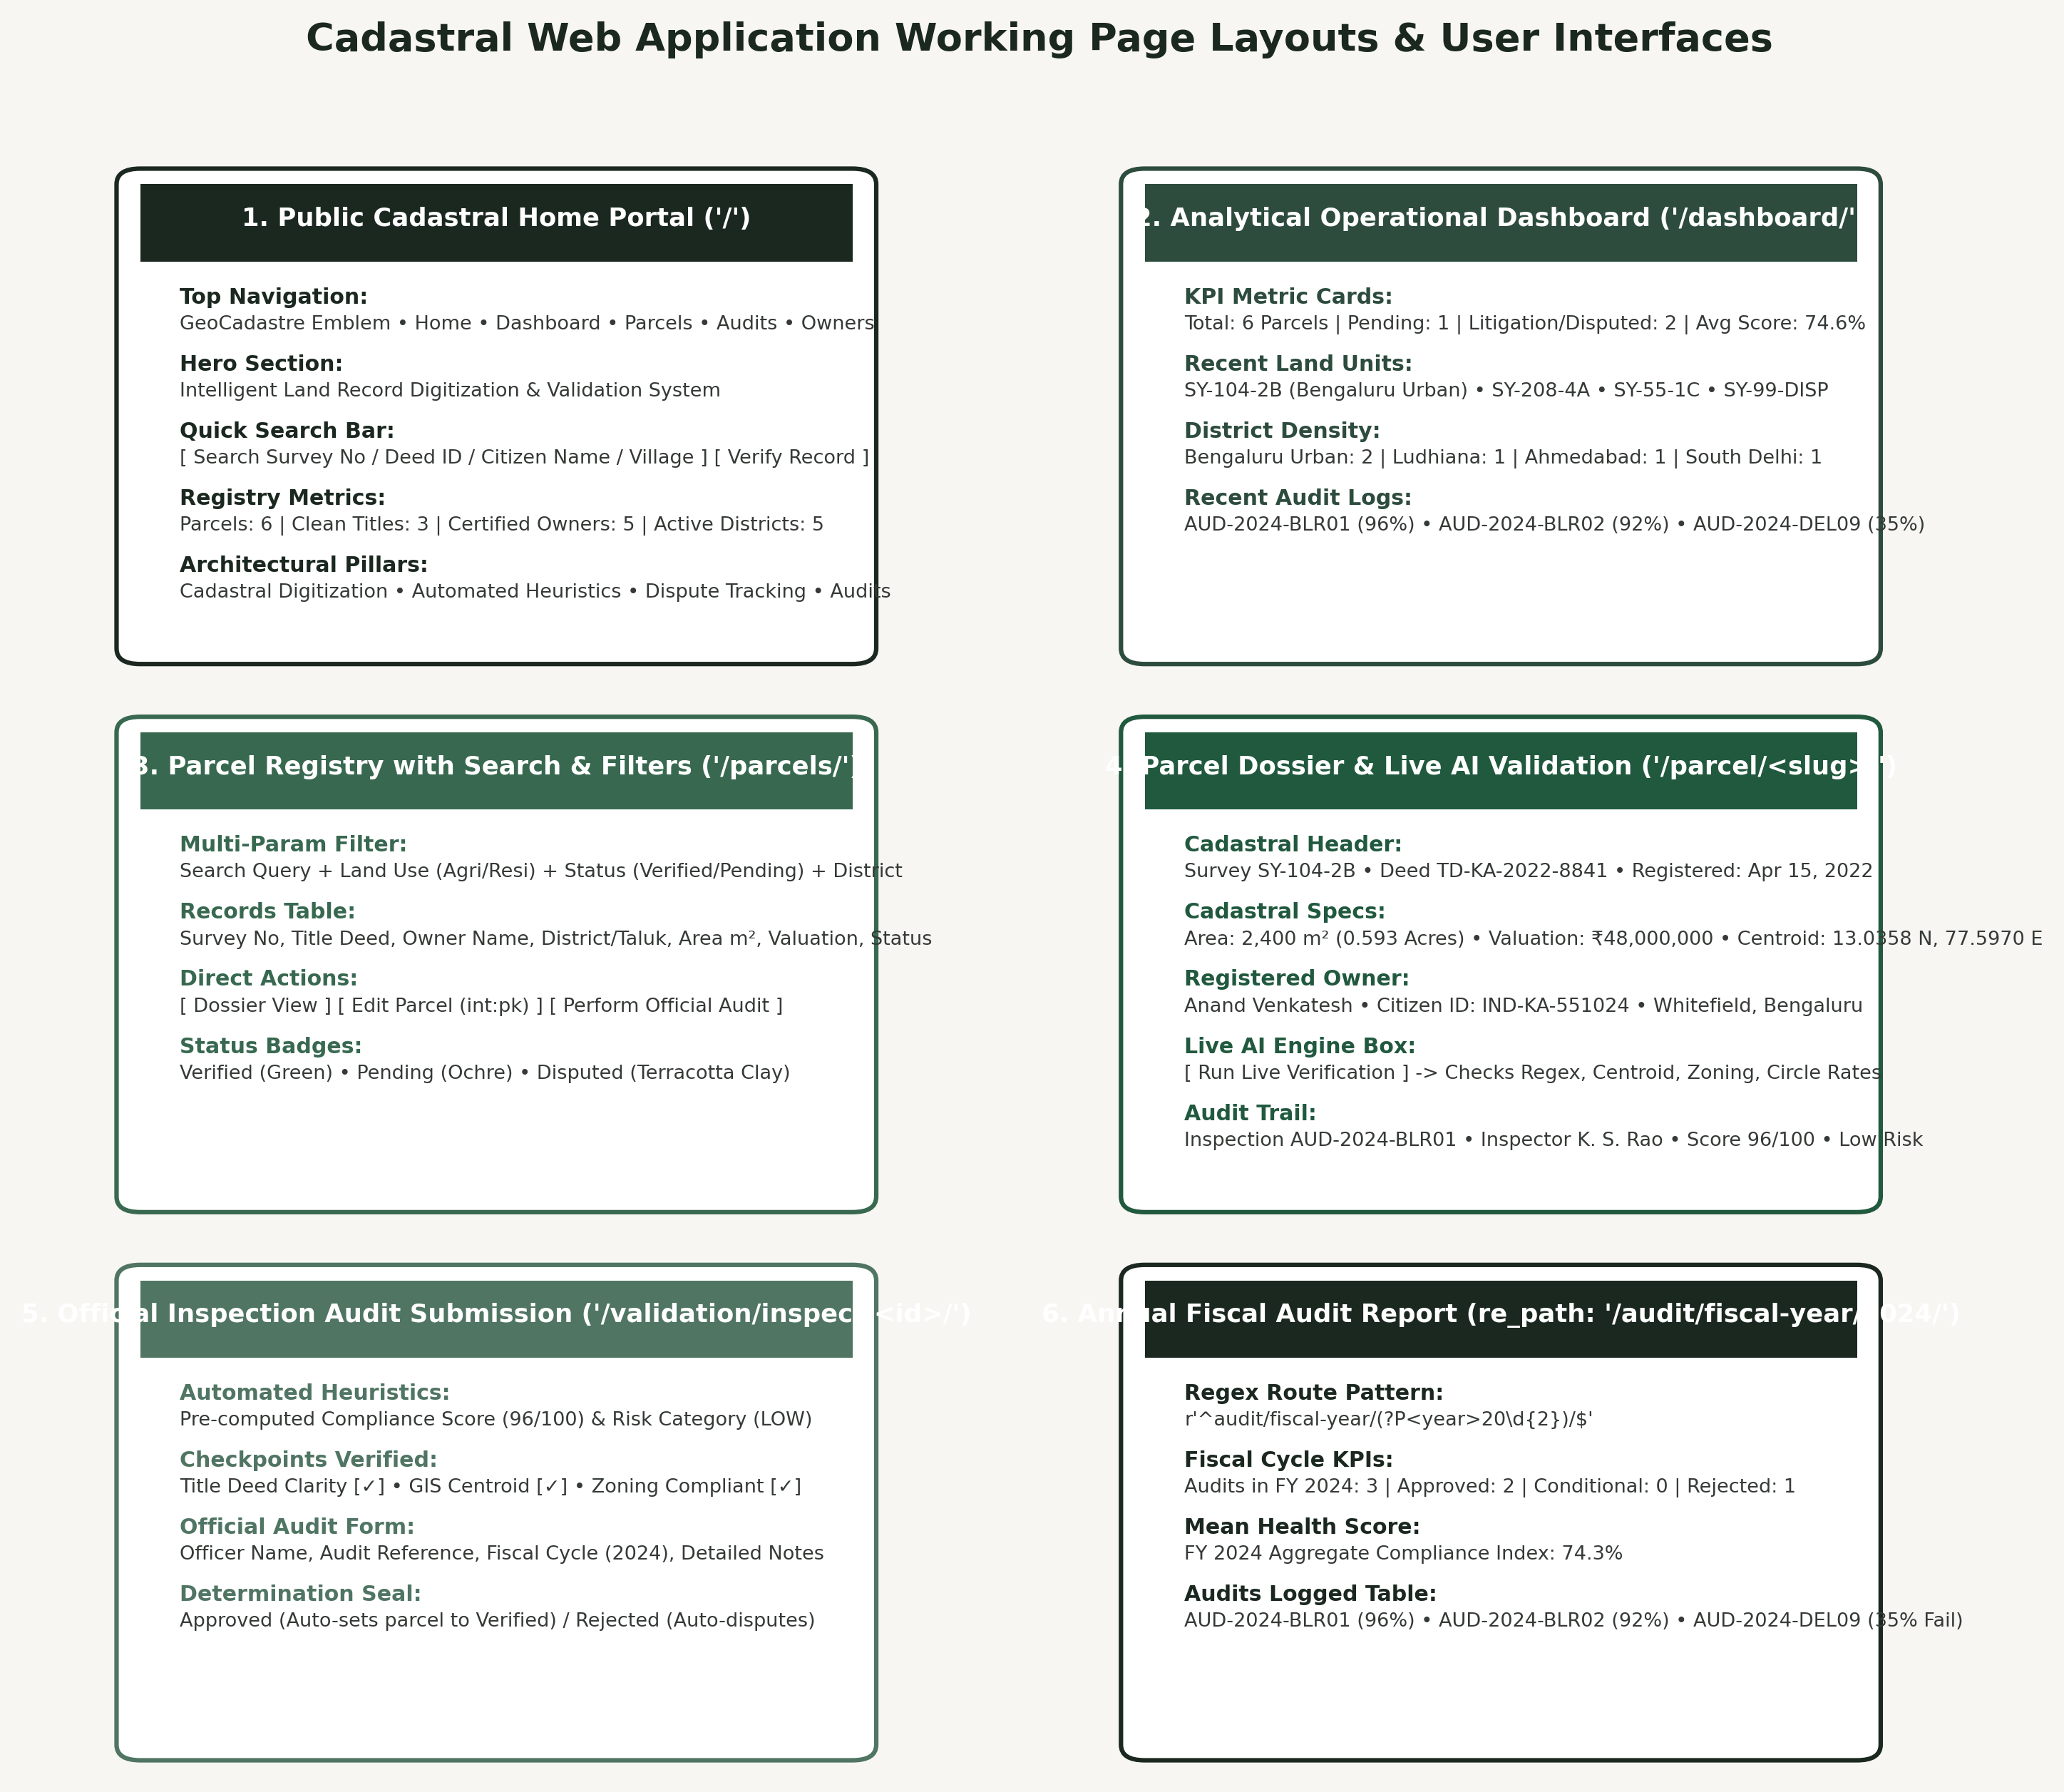 Cadastral Web Application Working Page Layouts & User Interfaces
1. Public Cadastral Home Portal ('/')
Top Navigation:
GeoCadastre Emblem • Home • Dashboard • Parcels • Audits • Owners
Hero Section:
Intelligent Land Record Digitization & Validation System
Quick Search Bar:
[ Search Survey No / Deed ID / Citizen Name / Village ] [ Verify Record ]
Registry Metrics:
Parcels: 6 | Clean Titles: 3 | Certified Owners: 5 | Active Districts: 5
Architectural Pillars:
Cadastral Digitization • Automated Heuristics • Dispute Tracking • Audits
2. Analytical Operational Dashboard ('/dashboard/')
KPI Metric Cards:
Total: 6 Parcels | Pending: 1 | Litigation/Disputed: 2 | Avg Score: 74.6%
Recent Land Units:
SY-104-2B (Bengaluru Urban) • SY-208-4A • SY-55-1C • SY-99-DISP
District Density:
Bengaluru Urban: 2 | Ludhiana: 1 | Ahmedabad: 1 | South Delhi: 1
Recent Audit Logs:
AUD-2024-BLR01 (96%) • AUD-2024-BLR02 (92%) • AUD-2024-DEL09 (35%)
3. Parcel Registry with Search & Filters ('/parcels/')
Multi-Param Filter:
Search Query + Land Use (Agri/Resi) + Status (Verified/Pending) + District
Records Table:
Survey No, Title Deed, Owner Name, District/Taluk, Area m², Valuation, Status
Direct Actions:
[ Dossier View ] [ Edit Parcel (int:pk) ] [ Perform Official Audit ]
Status Badges:
Verified (Green) • Pending (Ochre) • Disputed (Terracotta Clay)
4. Parcel Dossier & Live AI Validation ('/parcel/<slug>/')
Cadastral Header:
Survey SY-104-2B • Deed TD-KA-2022-8841 • Registered: Apr 15, 2022
Cadastral Specs:
Area: 2,400 m² (0.593 Acres) • Valuation: ₹48,000,000 • Centroid: 13.0358 N, 77.5970 E
Registered Owner:
Anand Venkatesh • Citizen ID: IND-KA-551024 • Whitefield, Bengaluru
Live AI Engine Box:
[ Run Live Verification ] -> Checks Regex, Centroid, Zoning, Circle Rates
Audit Trail:
Inspection AUD-2024-BLR01 • Inspector K. S. Rao • Score 96/100 • Low Risk
5. Official Inspection Audit Submission ('/validation/inspect/<id>/')
Automated Heuristics:
Pre-computed Compliance Score (96/100) & Risk Category (LOW)
Checkpoints Verified:
Title Deed Clarity [✓] • GIS Centroid [✓] • Zoning Compliant [✓]
Official Audit Form:
Officer Name, Audit Reference, Fiscal Cycle (2024), Detailed Notes
Determination Seal:
Approved (Auto-sets parcel to Verified) / Rejected (Auto-disputes)
6. Annual Fiscal Audit Report (re_path: '/audit/fiscal-year/2024/')
Regex Route Pattern:
r'^audit/fiscal-year/(?P<year>20\d{2})/$'
Fiscal Cycle KPIs:
Audits in FY 2024: 3 | Approved: 2 | Conditional: 0 | Rejected: 1
Mean Health Score:
FY 2024 Aggregate Compliance Index: 74.3%
Audits Logged Table:
AUD-2024-BLR01 (96%) • AUD-2024-BLR02 (92%) • AUD-2024-DEL09 (35% Fail)